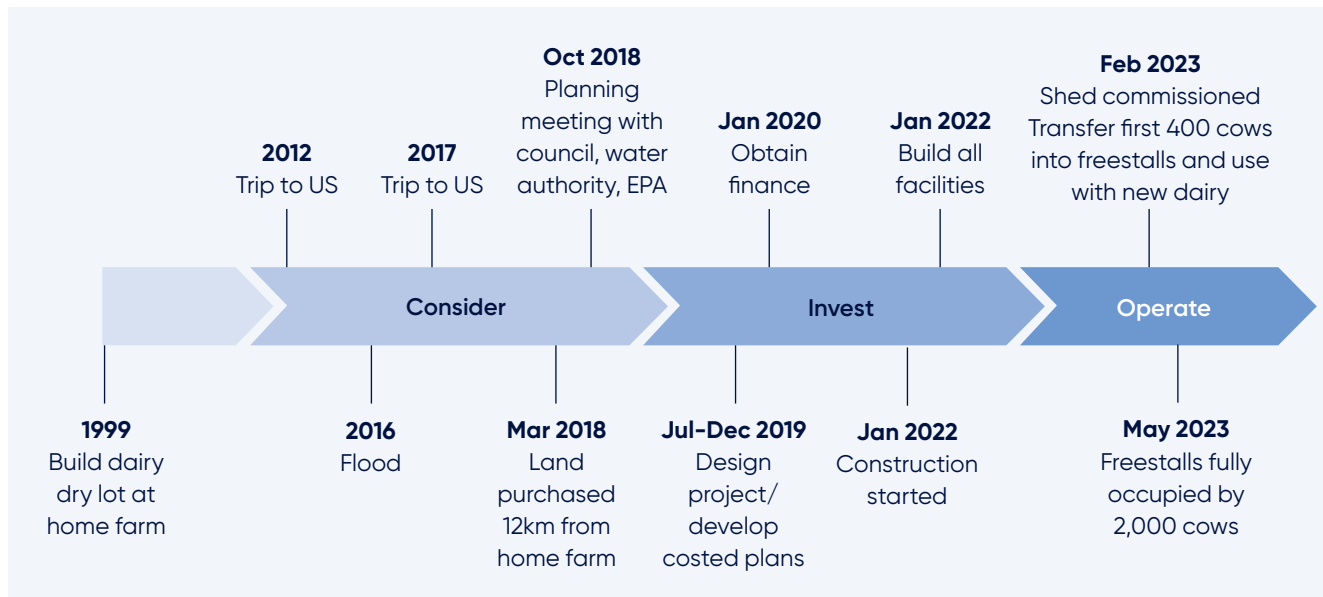 Oct 2018
Planning
meeting with
council, water
authority, EPA
Feb 2023
Shed commissioned
Transfer first 400 cows
into freestalls and use
with new dairy
Jan 2020
Obtain
finance
Jan 2022
Build all
facilities
2012
Trip to US
2017
Trip to US
Consider
Invest
Operate
1999
Build dairy
dry lot at
home farm
2016
Flood
Mar 2018
Land
purchased
12km from
home farm
Jul-Dec 2019
Design
project/
develop
costed plans
Jan 2022
Construction
started
May 2023
Freestalls fully
occupied by
2,000 cows